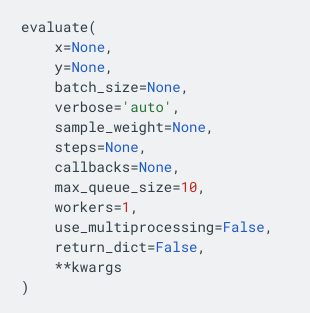 evaluate(
    x=None,
    y=None,
    batch_size=None,
    verbose='auto',
    sample_weight=None,
    steps=None,
    callbacks=None,
    max_queue_size=10,
    workers=1,
    use_multiprocessing=False,
    return_dict=False,
    **kwargs
)